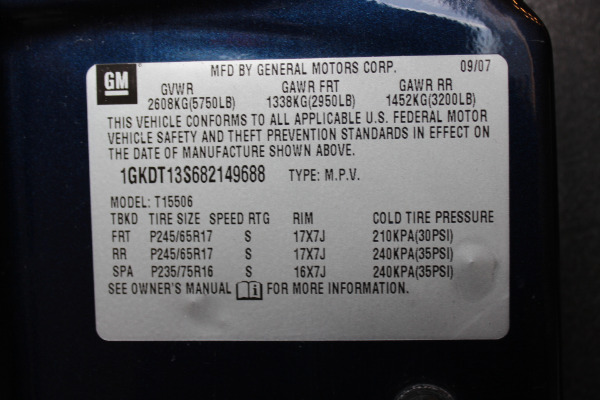 GM MFD BY GENERAL MOTORS CORP. 09/07
GVWR GAWR FRT GAWR RR
2608KG(5750LB) 1338KG(2950LB) 1452KG(3200LB)
THIS VEHICLE CONFORMS TO ALL APPLICABLE U.S. FEDERAL MOTOR
VEHICLE SAFETY AND THEFT PREVENTION STANDARDS IN EFFECT ON
THE DATE OF MANUFACTURE SHOWN ABOVE.
1GKDT13S682149688 TYPE: M.P.V.
MODEL: T15506
TBKD TIRE SIZE SPEED RTG RIM COLD TIRE PRESSURE
FRT P245/65R17 S 17X7J 210KPA(30PSI)
RR P245/65R17 S 17X7J 240KPA(35PSI)
SPA P235/75R16 S 16X7J 240KPA(35PSI)
SEE OWNER'S MANUAL i FOR MORE INFORMATION.